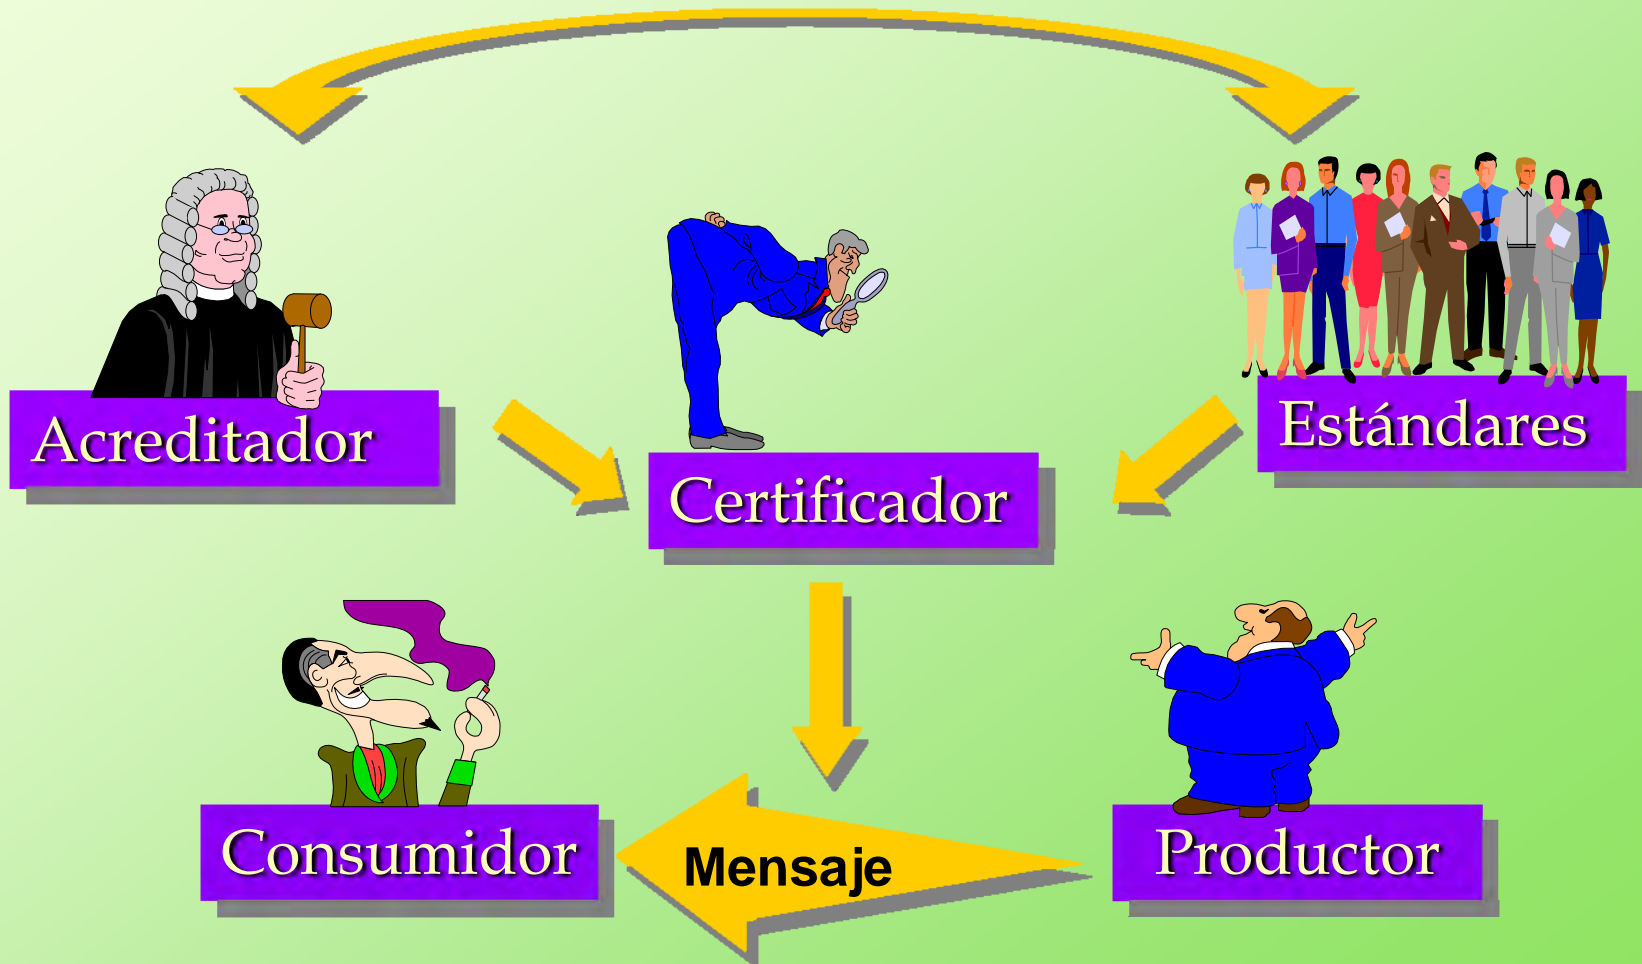 Acreditador
Certificador
Estándares
Consumidor
Mensaje
Productor